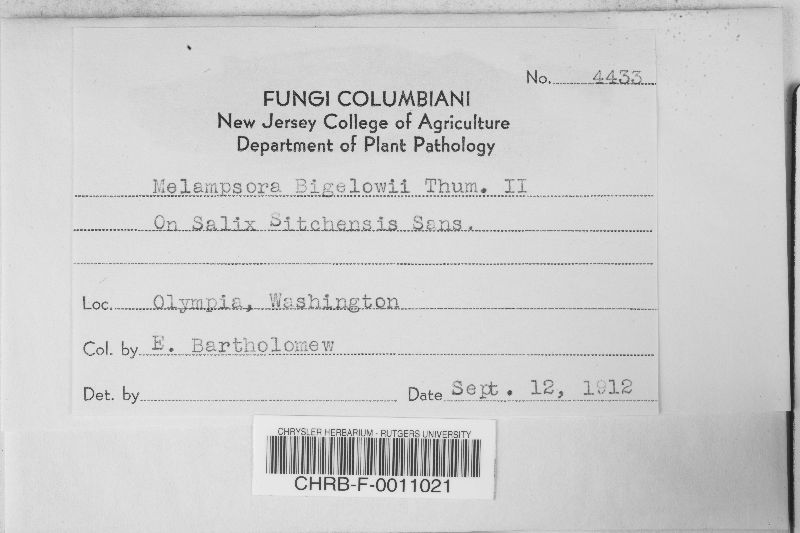 No. 4433
FUNGI COLUMBIANI
New Jersey College of Agriculture
Department of Plant Pathology
Melampsora Bigelowii Thum. II
On Salix Sitchensis Sans.
Loc. Olympia, Washington
Col. by E. Bartholomew
Det. by
Date Sept. 12, 1912
CHRYSLER HERBARIUM - RUTGERS UNIVERSITY
CHRB-F-0011021